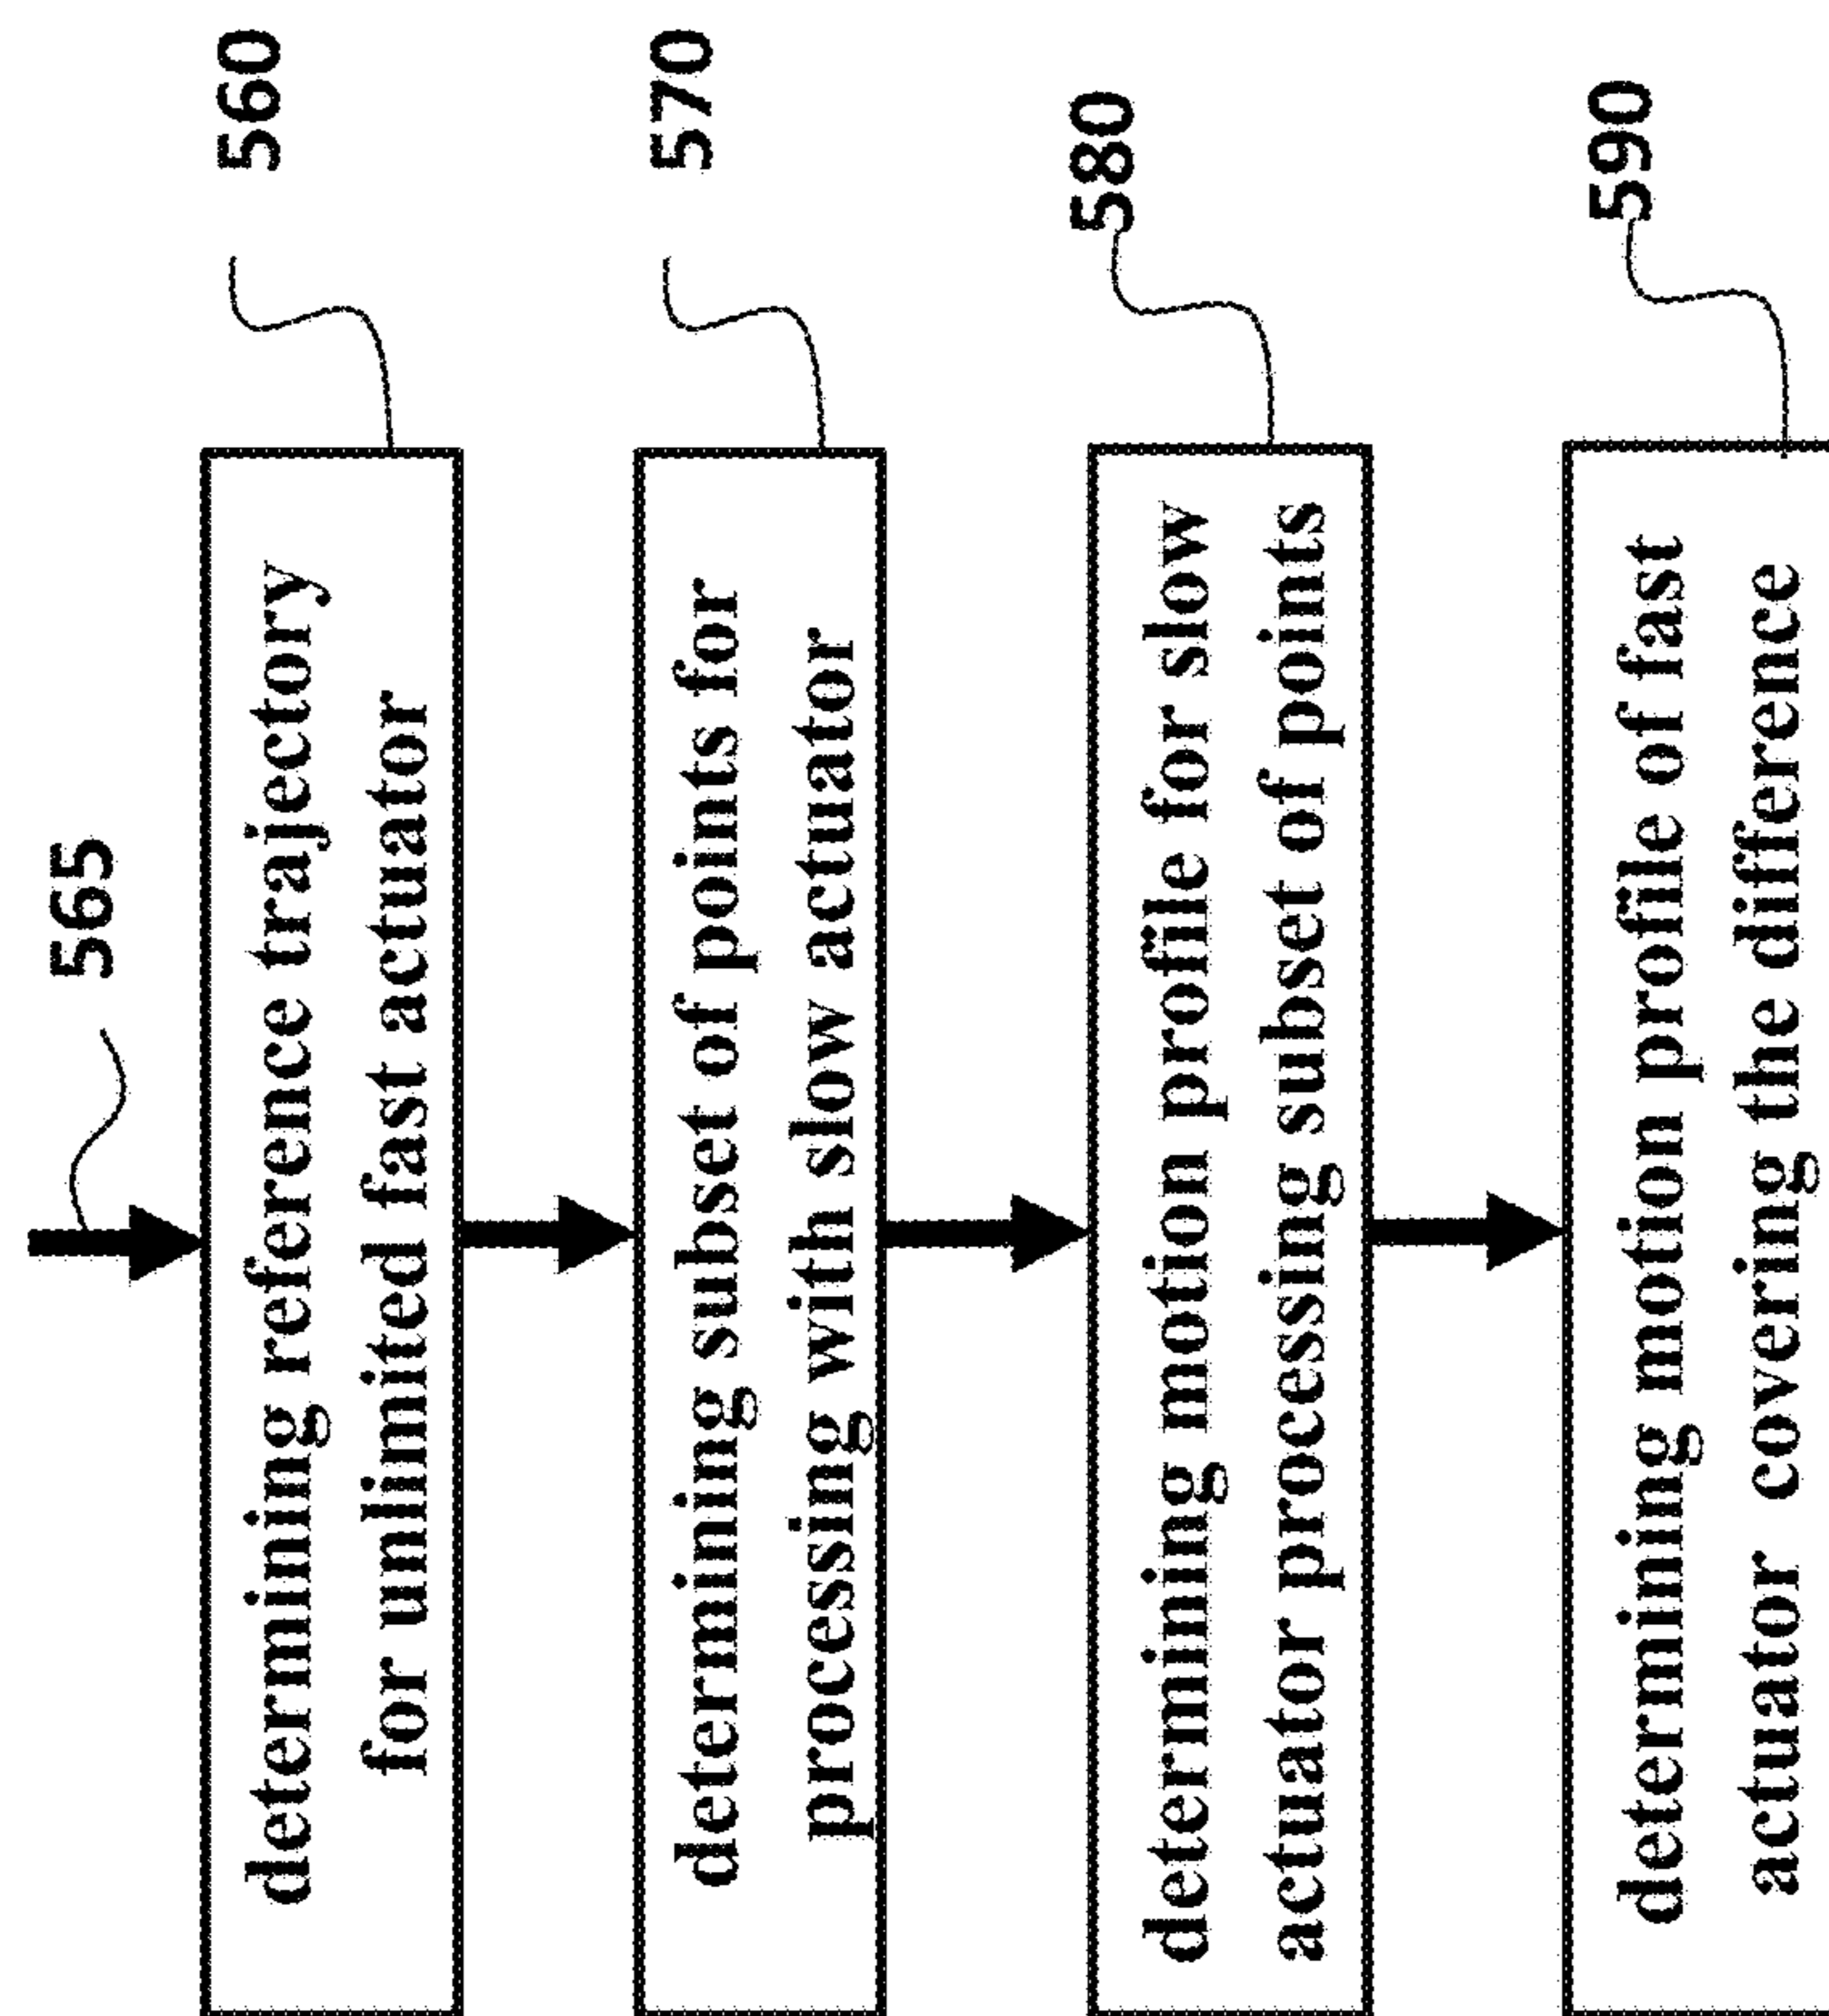 565
560
determining reference trajectory
for unlimited fast actuator
570
determining subset of points for
processing with slow actuator
580
determining motion profile for slow
actuator processing subset of points
590
determining motion profile of fast
actuator covering the difference